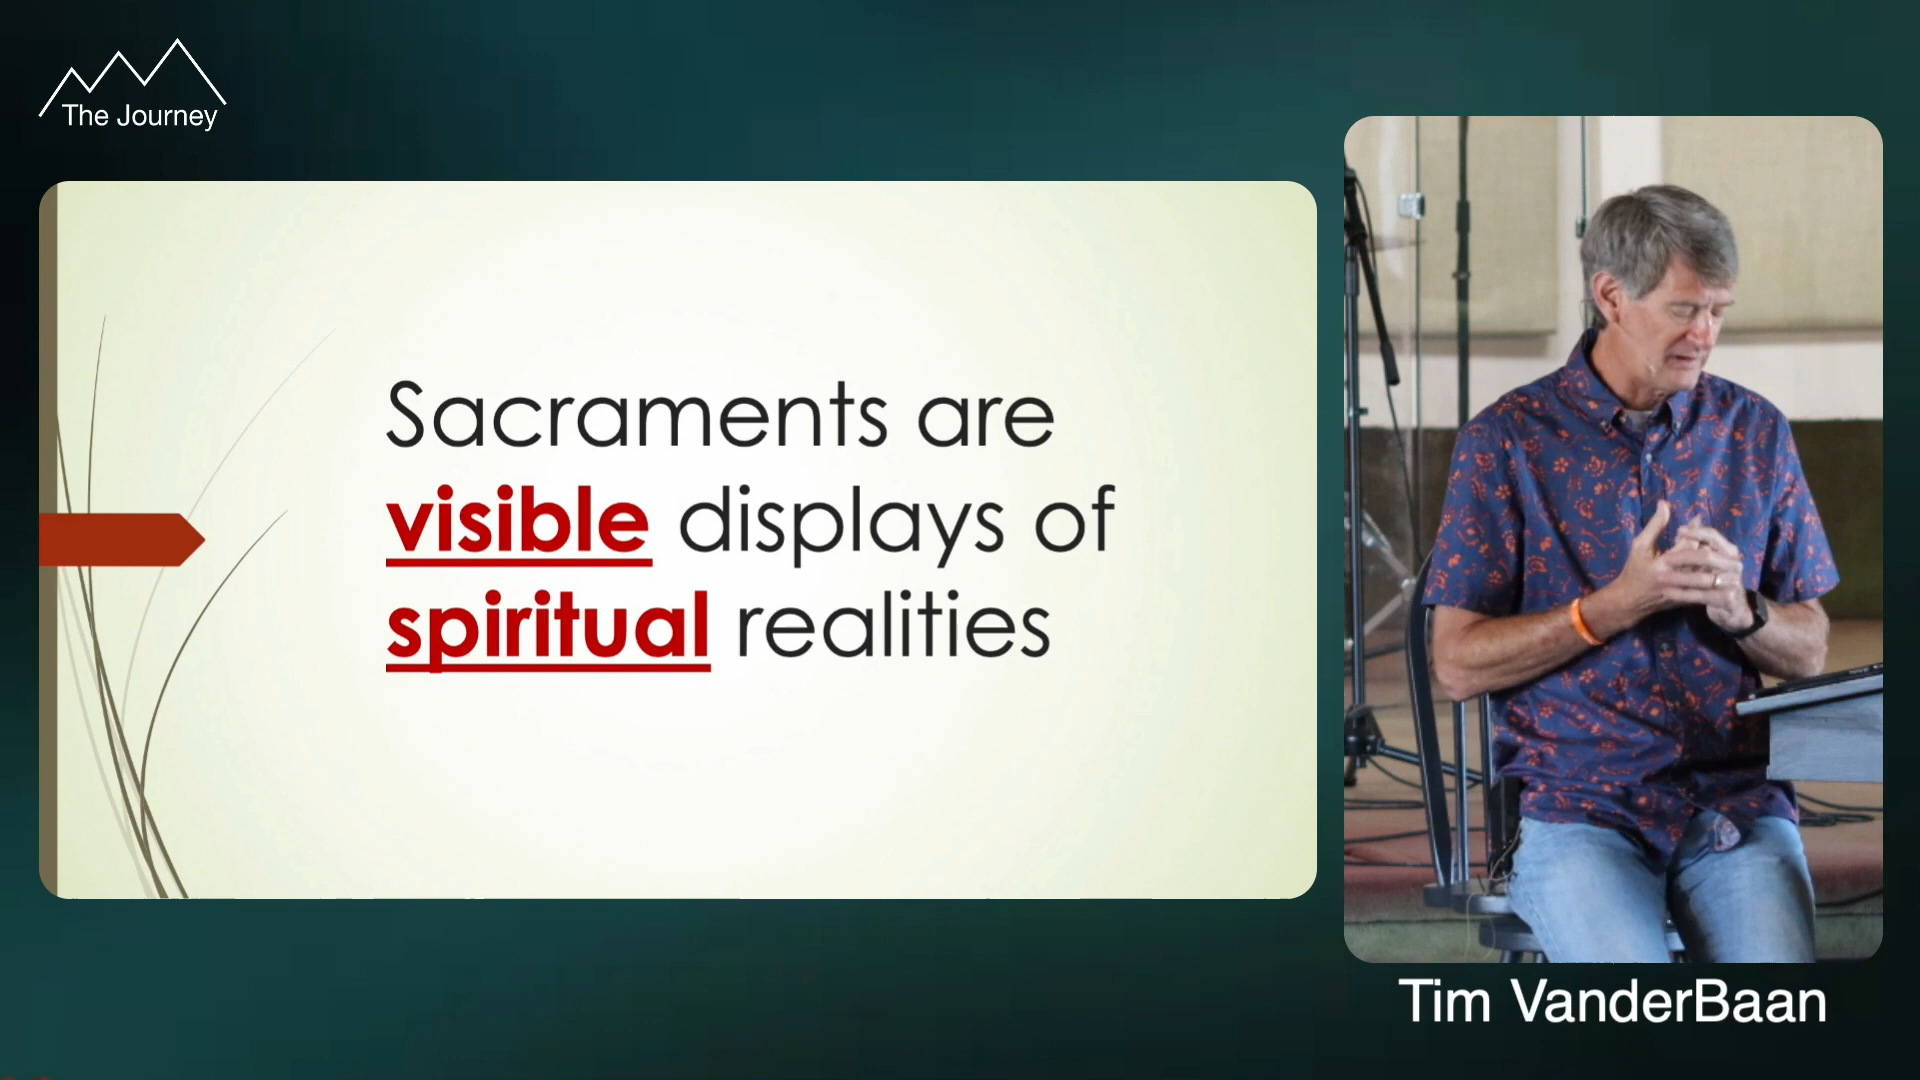 The Journey
Sacraments are
visible displays of
spiritual realities
Tim VanderBaan